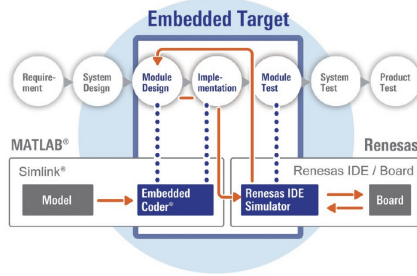 Embedded Target
Require-
ment
System
Design
Module
Design
Imple-
mentation
Module
Test
System
Test
Product
Test
MATLAB®
Renesas
Simlink®
Renesas IDE / Board
Model
Embedded
Coder®
Renesas IDE
Simulator
Board